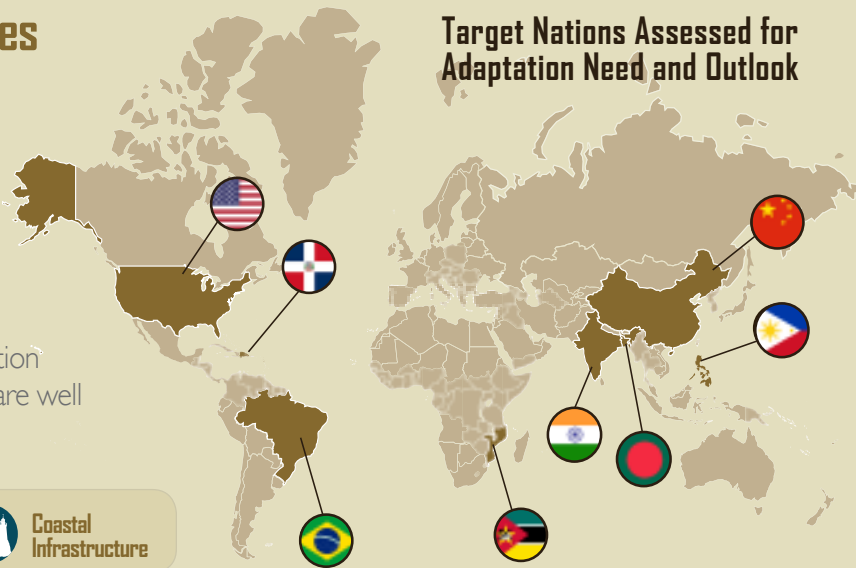 es
Target Nations Assessed for
Adaptation Need and Outlook
tion
are well
Coastal
Infrastructure